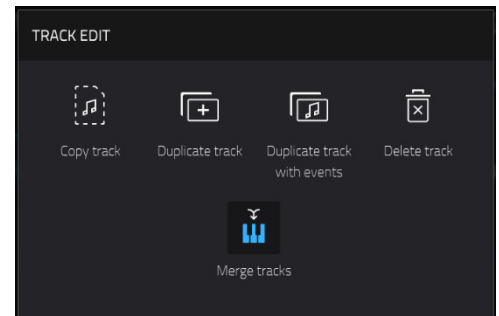 TRACK EDIT
Copy track
Duplicate track
Duplicate track
with events
Delete track
Merge tracks